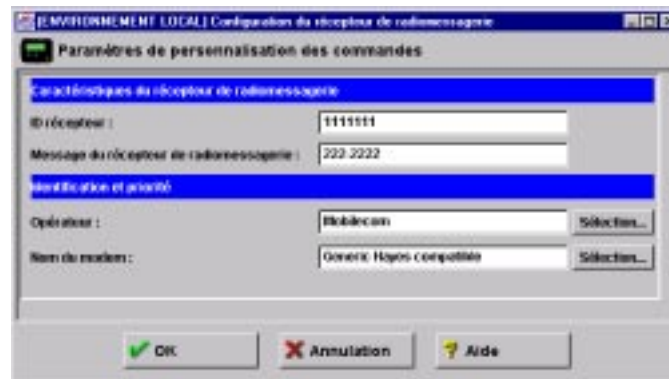 [ENVIRONNEMENT LOCAL] Configuration du récepteur de radiomessagerie
Paramètres de personnalisation des commandes
Caractéristiques du récepteur de radiomessagerie
ID récepteur :
1111111
Message du récepteur de radiomessagerie :
222-2222
Identification et priorité
Opérateur :
Mobilecom
Sélection...
Nom du modem :
Generic Hayes compatible
Sélection...
OK
Annulation
Aide